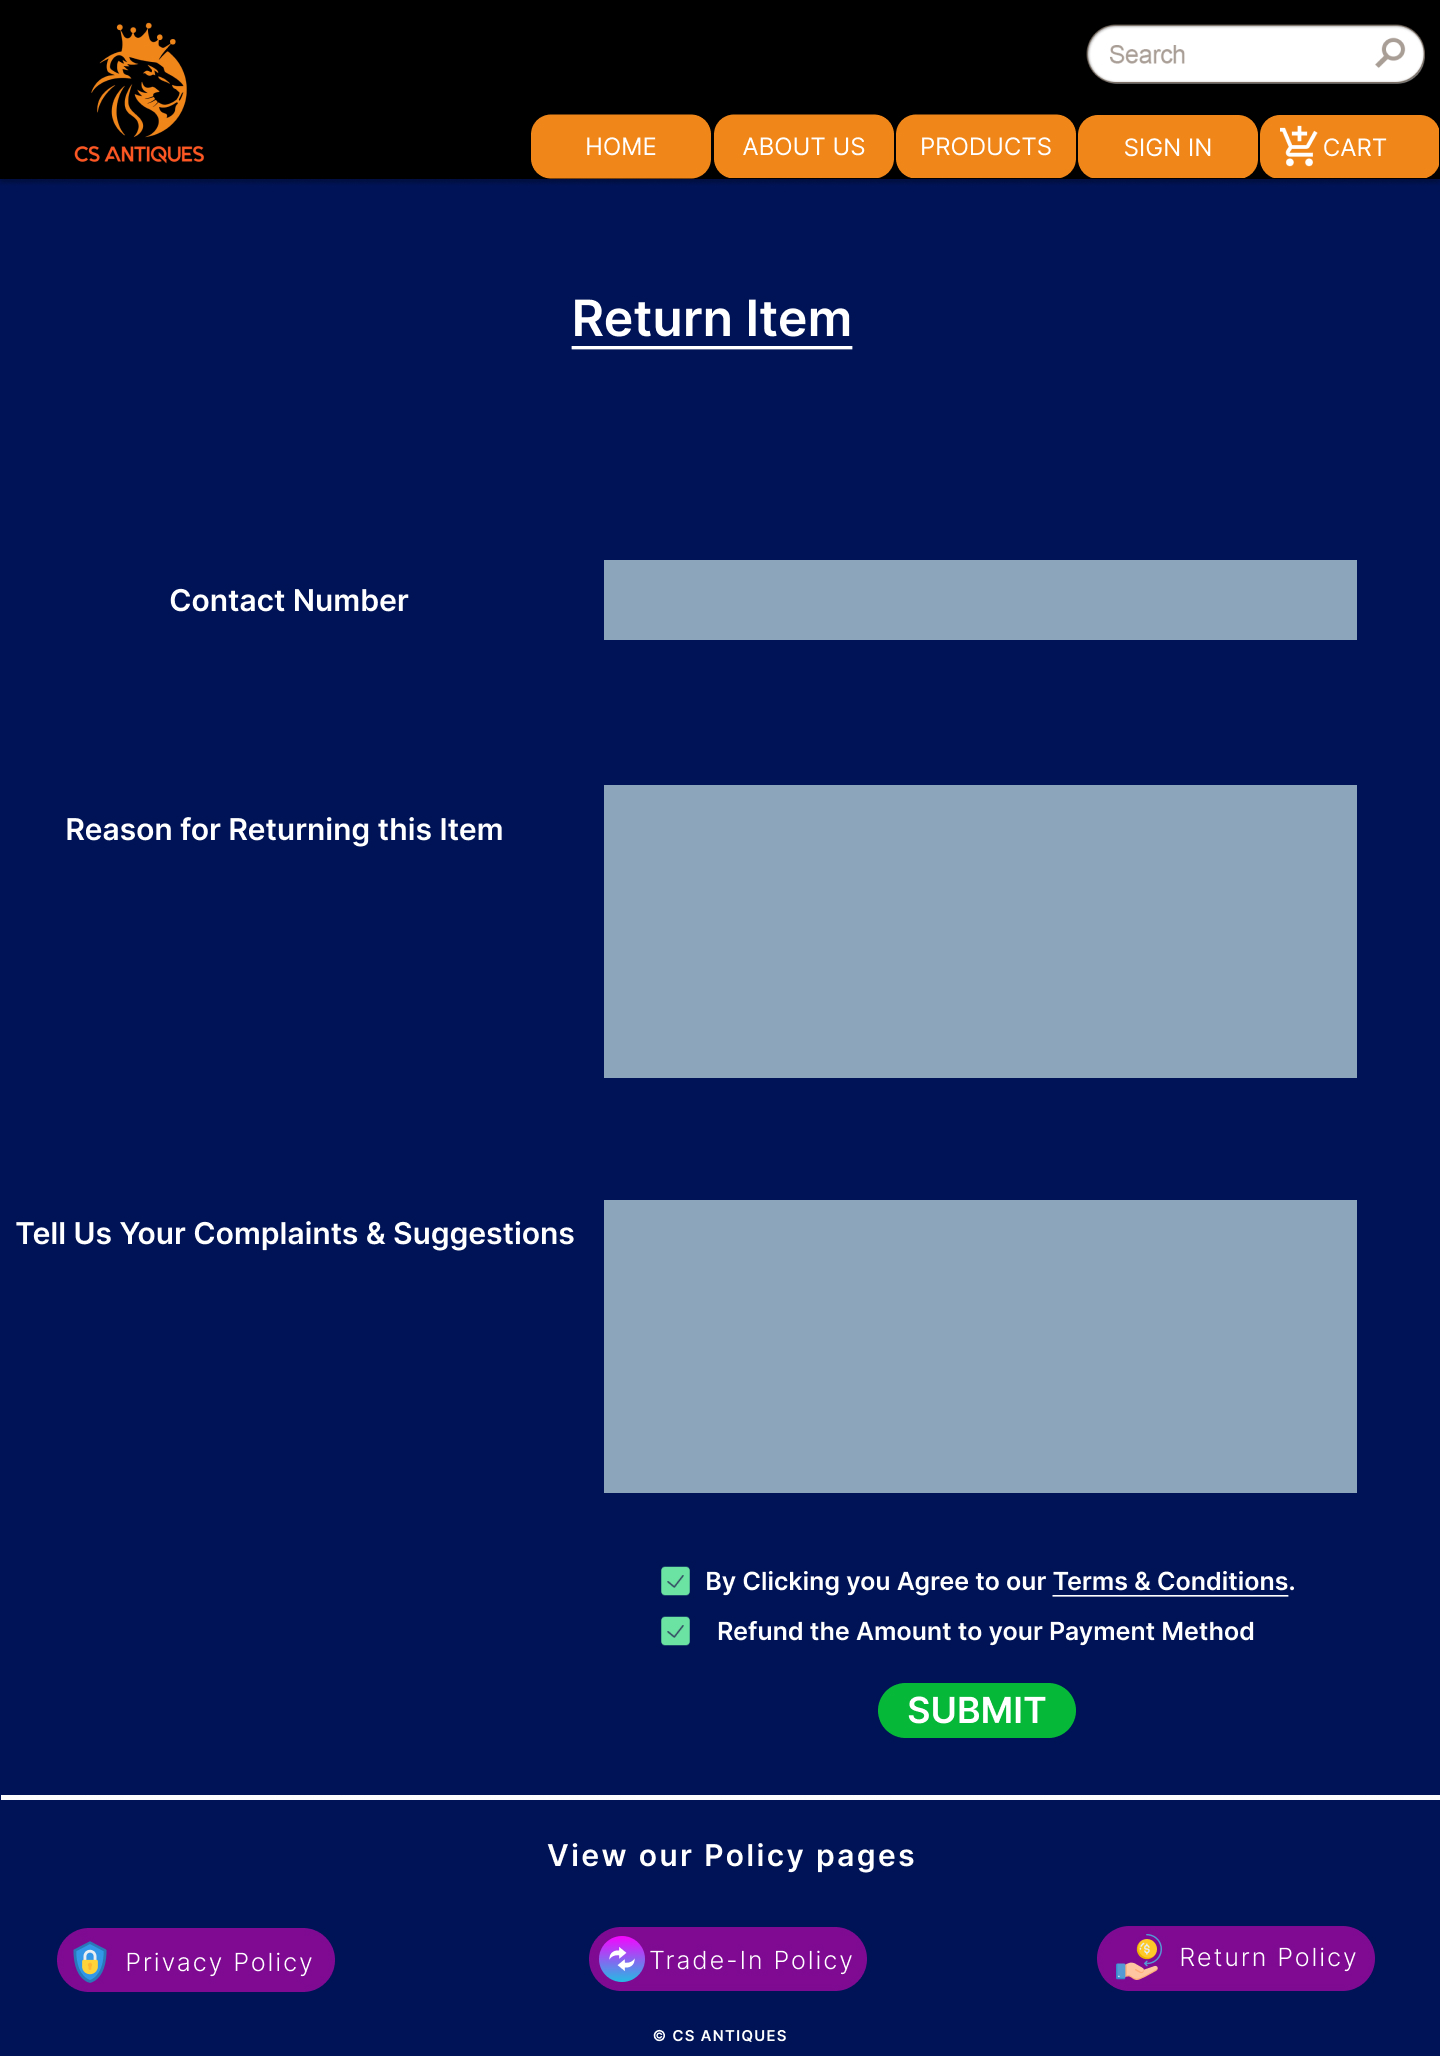 CS ANTIQUES
Search
HOME
ABOUT US
PRODUCTS
SIGN IN
CART
Return Item
Contact Number
Reason for Returning this Item
Tell Us Your Complaints & Suggestions
By Clicking you Agree to our Terms & Conditions.
Refund the Amount to your Payment Method
SUBMIT
View our Policy pages
Privacy Policy
Trade-In Policy
$
Return Policy
© CS ANTIQUES